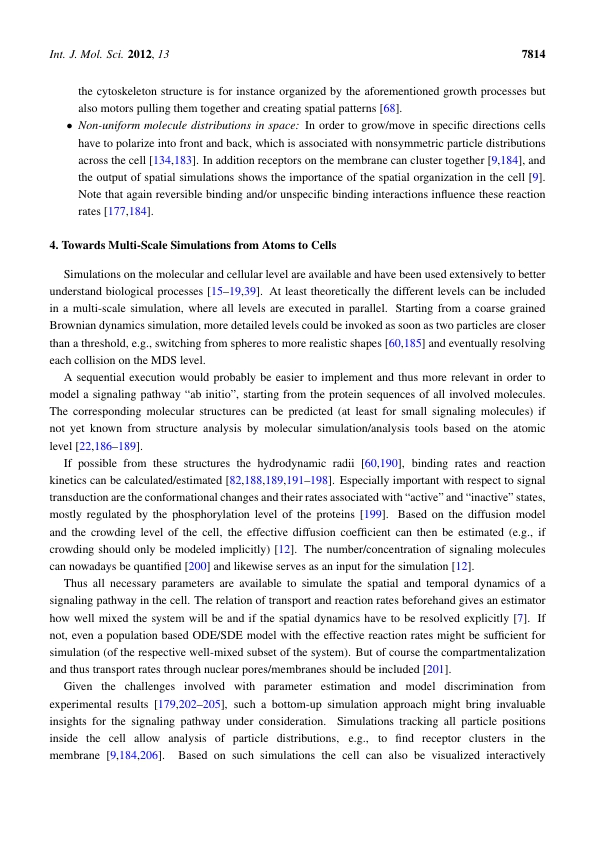 Int. J. Mol. Sci. 2012, 13 7814
the cytoskeleton structure is for instance organized by the aforementioned growth processes but
also motors pulling them together and creating spatial patterns [68].
• Non-uniform molecule distributions in space: In order to grow/move in specific directions cells
have to polarize into front and back, which is associated with nonsymmetric particle distributions
across the cell [134,183]. In addition receptors on the membrane can cluster together [9,184], and
the output of spatial simulations shows the importance of the spatial organization in the cell [9].
Note that again reversible binding and/or unspecific binding interactions influence these reaction
rates [177,184].
4. Towards Multi-Scale Simulations from Atoms to Cells
Simulations on the molecular and cellular level are available and have been used extensively to better
understand biological processes [15–19,39]. At least theoretically the different levels can be included
in a multi-scale simulation, where all levels are executed in parallel. Starting from a coarse grained
Brownian dynamics simulation, more detailed levels could be invoked as soon as two particles are closer
than a threshold, e.g., switching from spheres to more realistic shapes [60,185] and eventually resolving
each collision on the MDS level.
A sequential execution would probably be easier to implement and thus more relevant in order to
model a signaling pathway “ab initio”, starting from the protein sequences of all involved molecules.
The corresponding molecular structures can be predicted (at least for small signaling molecules) if
not yet known from structure analysis by molecular simulation/analysis tools based on the atomic
level [22,186–189].
If possible from these structures the hydrodynamic radii [60,190], binding rates and reaction
kinetics can be calculated/estimated [82,188,189,191–198]. Especially important with respect to signal
transduction are the conformational changes and their rates associated with “active” and “inactive” states,
mostly regulated by the phosphorylation level of the proteins [199]. Based on the diffusion model
and the crowding level of the cell, the effective diffusion coefficient can then be estimated (e.g., if
crowding should only be modeled implicitly) [12]. The number/concentration of signaling molecules
can nowadays be quantified [200] and likewise serves as an input for the simulation [12].
Thus all necessary parameters are available to simulate the spatial and temporal dynamics of a
signaling pathway in the cell. The relation of transport and reaction rates beforehand gives an estimator
how well mixed the system will be and if the spatial dynamics have to be resolved explicitly [7]. If
not, even a population based ODE/SDE model with the effective reaction rates might be sufficient for
simulation (of the respective well-mixed subset of the system). But of course the compartmentalization
and thus transport rates through nuclear pores/membranes should be included [201].
Given the challenges involved with parameter estimation and model discrimination from
experimental results [179,202–205], such a bottom-up simulation approach might bring invaluable
insights for the signaling pathway under consideration. Simulations tracking all particle positions
inside the cell allow analysis of particle distributions, e.g., to find receptor clusters in the
membrane [9,184,206]. Based on such simulations the cell can also be visualized interactively